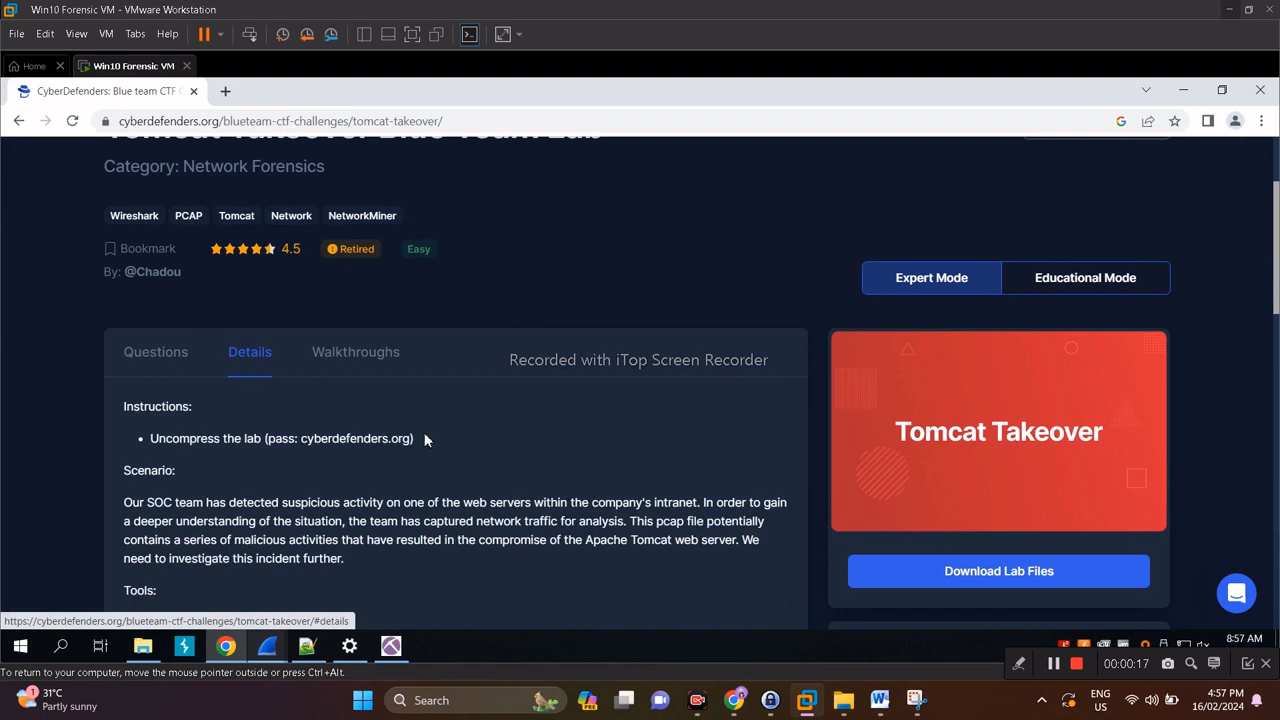 Win10 Forensic VM - VMware Workstation
File Edit View VM Tabs Help
Home Win10 Forensic VM
CyberDefenders: Blue team CTF C
cyberdefenders.org/blueteam-ctf-challenges/tomcat-takeover/
Tomcat Takeover Blue Team Lab
Category: Network Forensics
Wireshark PCAP Tomcat Network NetworkMiner
Bookmark 4.5 Retired Easy
By: @Chadou
Expert Mode Educational Mode
Questions Details Walkthroughs
Recorded with iTop Screen Recorder
Instructions:
• Uncompress the lab (pass: cyberdefenders.org)
Scenario:
Our SOC team has detected suspicious activity on one of the web servers within the company's intranet. In order to gain
a deeper understanding of the situation, the team has captured network traffic for analysis. This pcap file potentially
contains a series of malicious activities that have resulted in the compromise of the Apache Tomcat web server. We
need to investigate this incident further.
Tools:
Tomcat Takeover
Download Lab Files
https://cyberdefenders.org/blueteam-ctf-challenges/tomcat-takeover/#details
8:57 AM
To return to your computer, move the mouse pointer outside or press Ctrl+Alt.
00:00:17
1
31°C
Partly sunny
Search
PRE
ENG
US
4:57 PM
16/02/2024